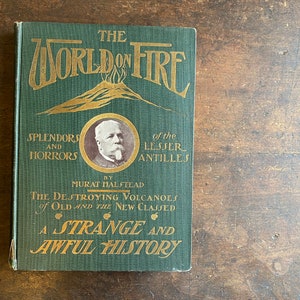 THE
WORLD ON FIRE
SPLENDORS of the
AND LESSER
HORRORS ANTILLES
BY
MURAT HALSTEAD
THE DESTROYING VOLCANOES
of OLD AND THE NEW CLASSED
A STRANGE AND
AWFUL HISTORY